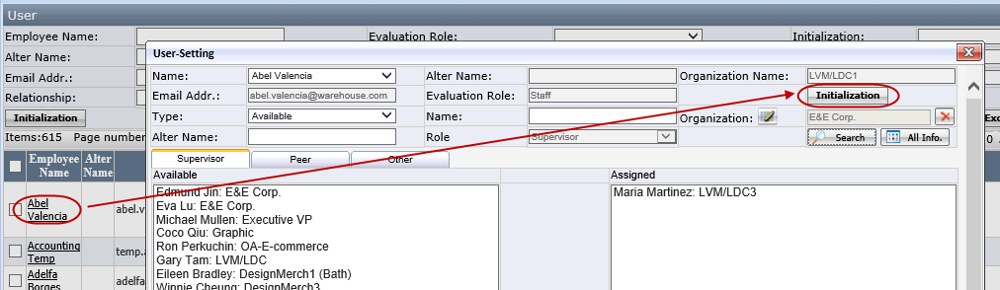 User
Employee Name: Evaluation Role: Initialization:
Alter Name:
Email Addr.:
Relationship:
Initialization
Items:615 Page number
Employee Name Alter Name
Abel Valencia abel.v
Accounting Temp temp.
Adelfa Borges adelfa
User-Setting
Name: Abel Valencia Alter Name: Organization Name: LVM/LDC1
Email Addr.: abel.valencia@warehouse.com Evaluation Role: Staff Initialization
Type: Available Name: Organization: E&E Corp.
Alter Name: Role Supervisor Search All Info.
Supervisor Peer Other
Available Assigned
Edmund Jin: E&E Corp. Maria Martinez: LVM/LDC3
Eva Lu: E&E Corp.
Michael Mullen: Executive VP
Coco Qiu: Graphic
Ron Perkuchin: OA-E-commerce
Gary Tam: LVM/LDC
Eileen Bradley: DesignMerch1 (Bath)
Winnie Cheung: DesignMerch3